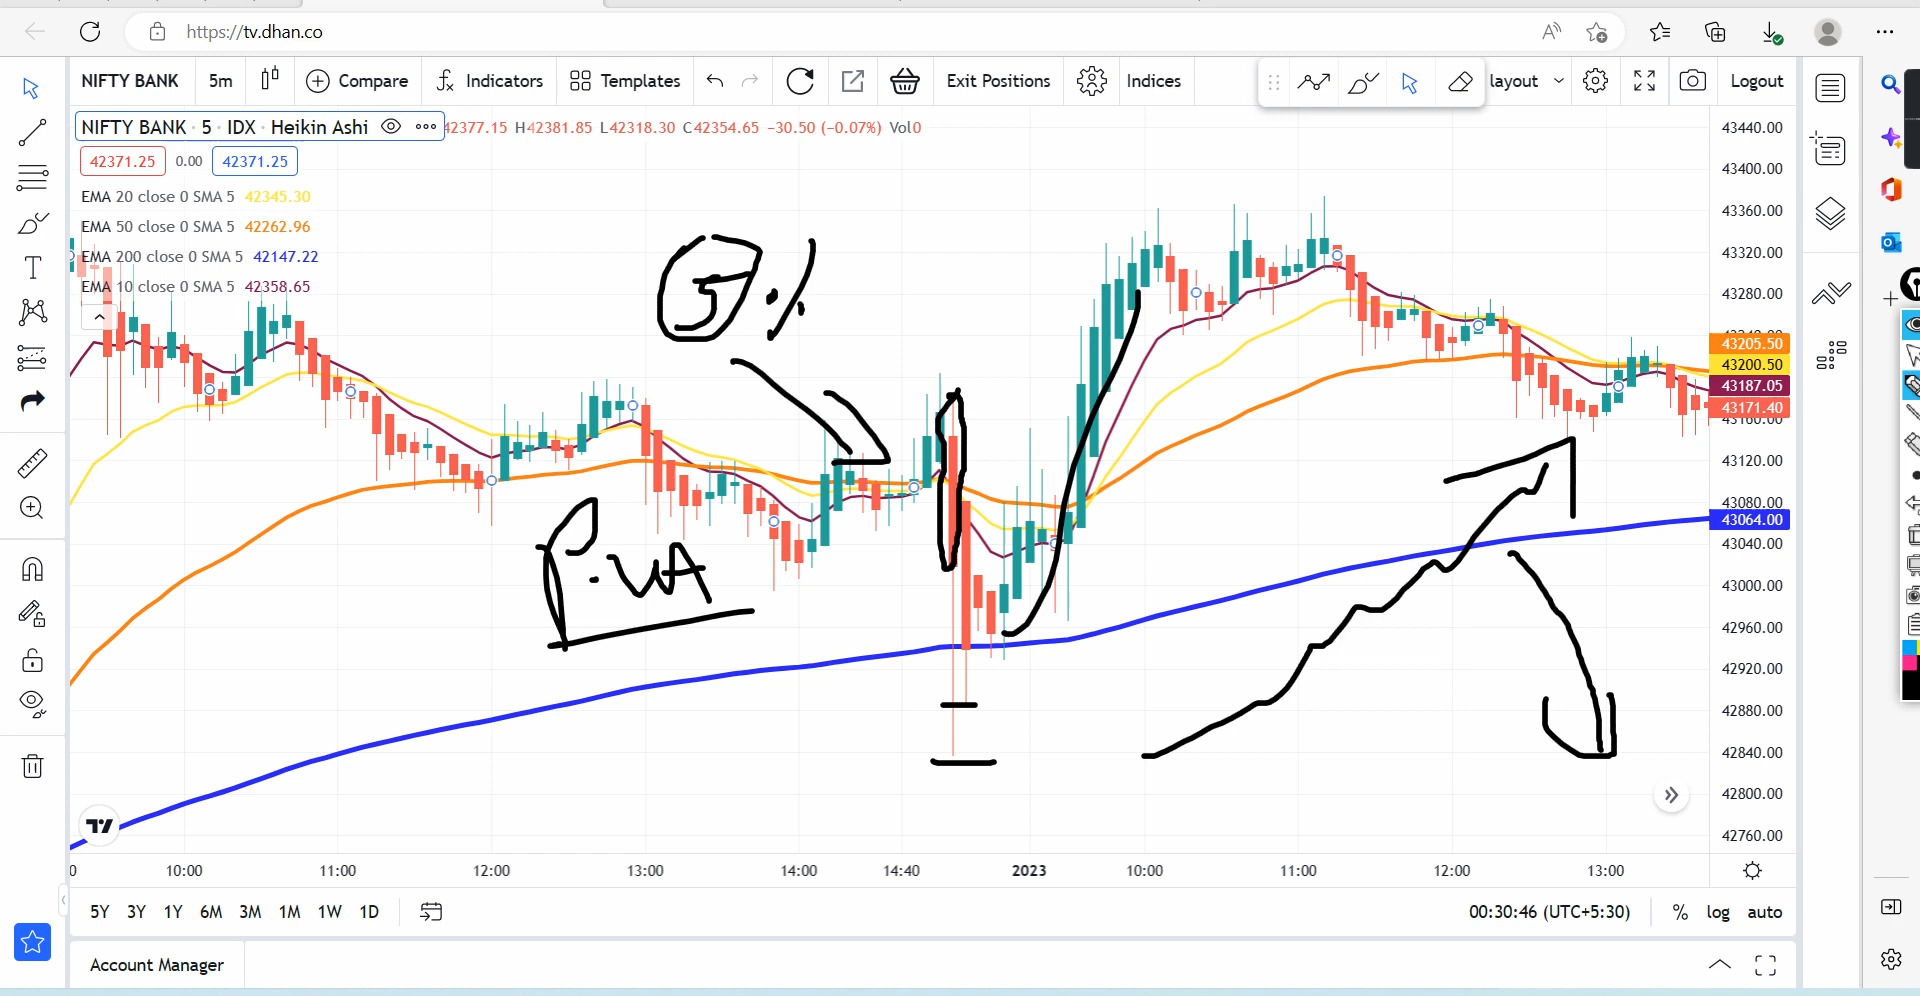 https://tv.dhan.co
NIFTY BANK 5m Compare Indicators Templates Exit Positions Indices layout Logout
NIFTY BANK · 5 · IDX · Heikin Ashi 42377.15 H42381.85 L42318.30 C42354.65 −30.50 (−0.07%) Vol0
42371.25 0.00 42371.25
EMA 20 close 0 SMA 5 42345.30
EMA 50 close 0 SMA 5 42262.96
EMA 200 close 0 SMA 5 42147.22
EMA 10 close 0 SMA 5 42358.65
5 %
43440.00
43400.00
43360.00
43320.00
43280.00
43205.50
43200.50
43187.05
43171.40
43160.00
43120.00
43080.00
43064.00
43040.00
43000.00
42960.00
42920.00
42880.00
42840.00
42800.00
42760.00
0 10:00 11:00 12:00 13:00 14:00 14:40 2023 10:00 11:00 12:00 13:00
5Y 3Y 1Y 6M 3M 1M 1W 1D 00:30:46 (UTC+5:30) % log auto
Account Manager